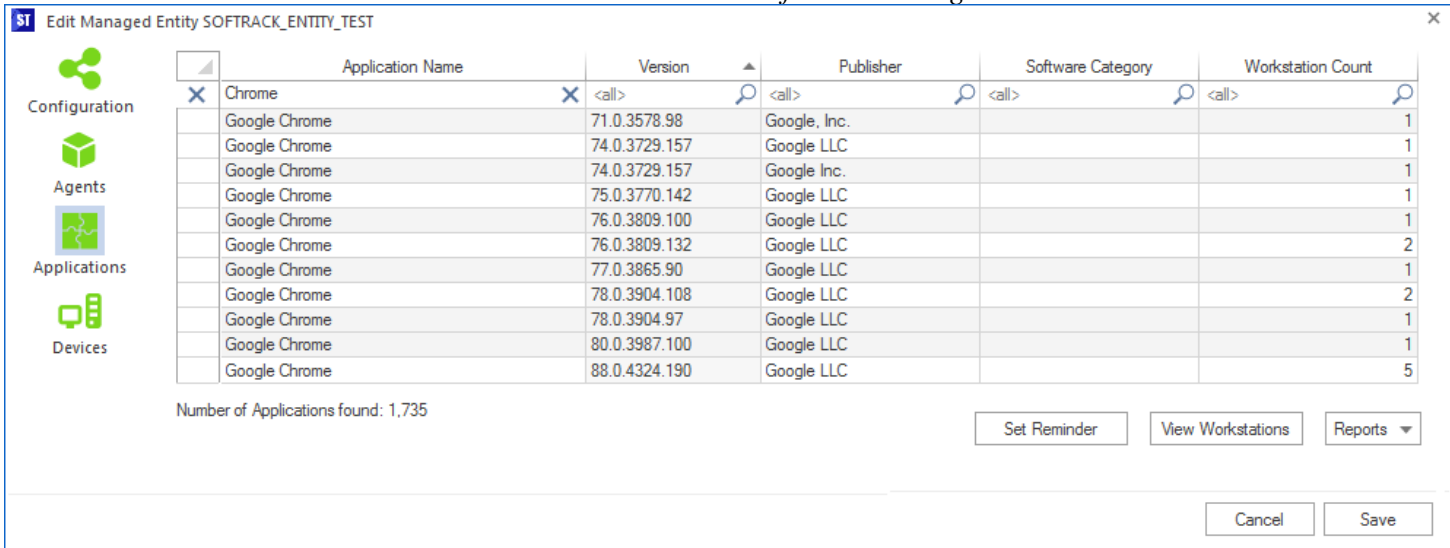 ST Edit Managed Entity SOFTRACK_ENTITY_TEST
Configuration
Agents
Applications
Devices
Application Name Version Publisher Software Category Workstation Count
Chrome <all> <all> <all> <all>
Google Chrome 71.0.3578.98 Google, Inc. 1
Google Chrome 74.0.3729.157 Google LLC 1
Google Chrome 74.0.3729.157 Google Inc. 1
Google Chrome 75.0.3770.142 Google LLC 1
Google Chrome 76.0.3809.100 Google LLC 1
Google Chrome 76.0.3809.132 Google LLC 2
Google Chrome 77.0.3865.90 Google LLC 1
Google Chrome 78.0.3904.108 Google LLC 2
Google Chrome 78.0.3904.97 Google LLC 1
Google Chrome 80.0.3987.100 Google LLC 1
Google Chrome 88.0.4324.190 Google LLC 5
Number of Applications found: 1,735
Set Reminder View Workstations Reports
Cancel Save